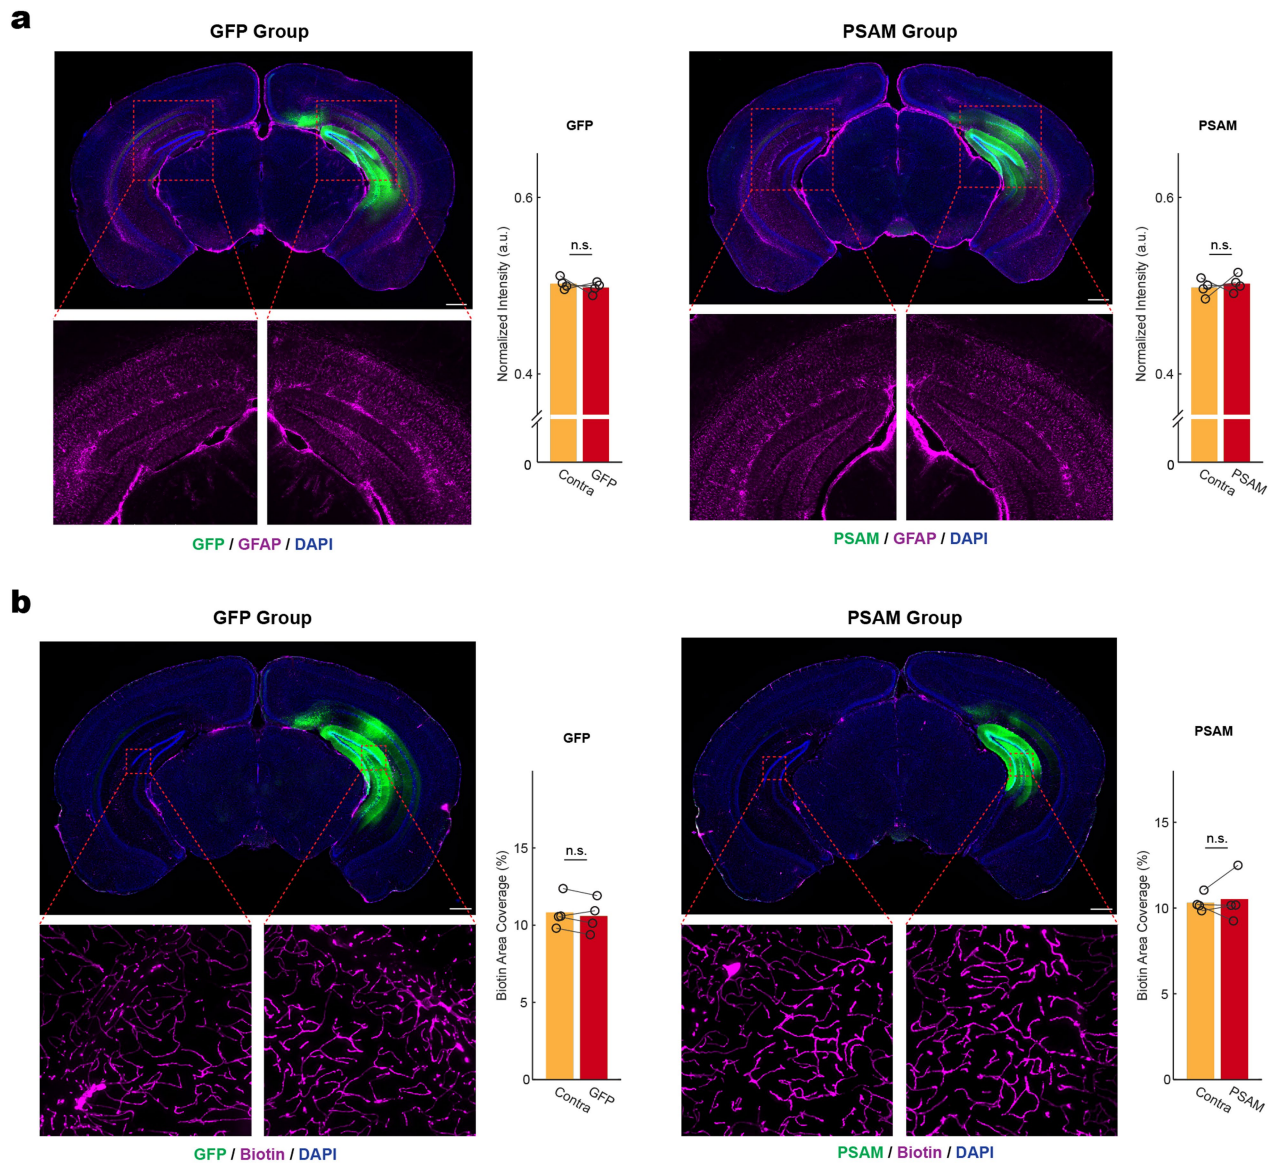 a
GFP Group
PSAM Group
GFP
Normalized Intensity (a.u.)
0.6
0.4
0
n.s.
Contra
GFP
PSAM
Normalized Intensity (a.u.)
0.6
0.4
0
n.s.
Contra
PSAM
GFP / GFAP / DAPI
PSAM / GFAP / DAPI
b
GFP Group
PSAM Group
GFP
Biotin Area Coverage (%)
15
10
5
0
n.s.
Contra
GFP
PSAM
Biotin Area Coverage (%)
15
10
5
0
n.s.
Contra
PSAM
GFP / Biotin / DAPI
PSAM / Biotin / DAPI